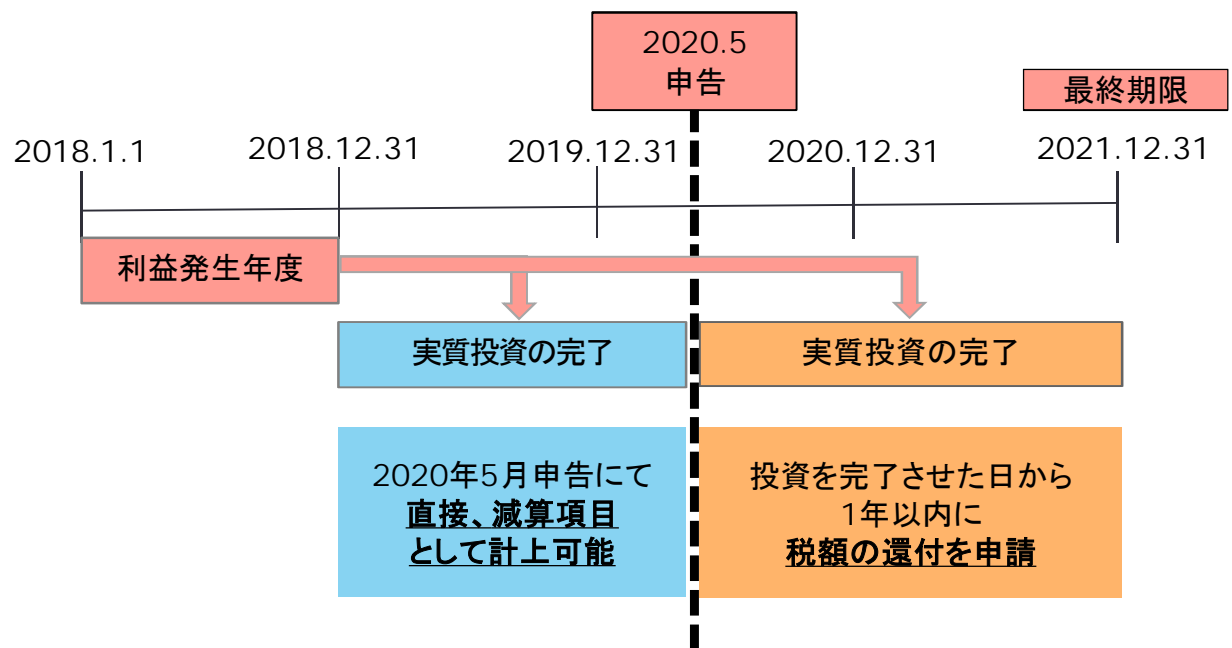 2020.5
申告
最終期限
2018.1.1
2018.12.31
2019.12.31
2020.12.31
2021.12.31
利益発生年度
実質投資の完了
実質投資の完了
2020年5月申告にて
直接、減算項目
として計上可能
投資を完了させた日から
1年以内に
税額の還付を申請